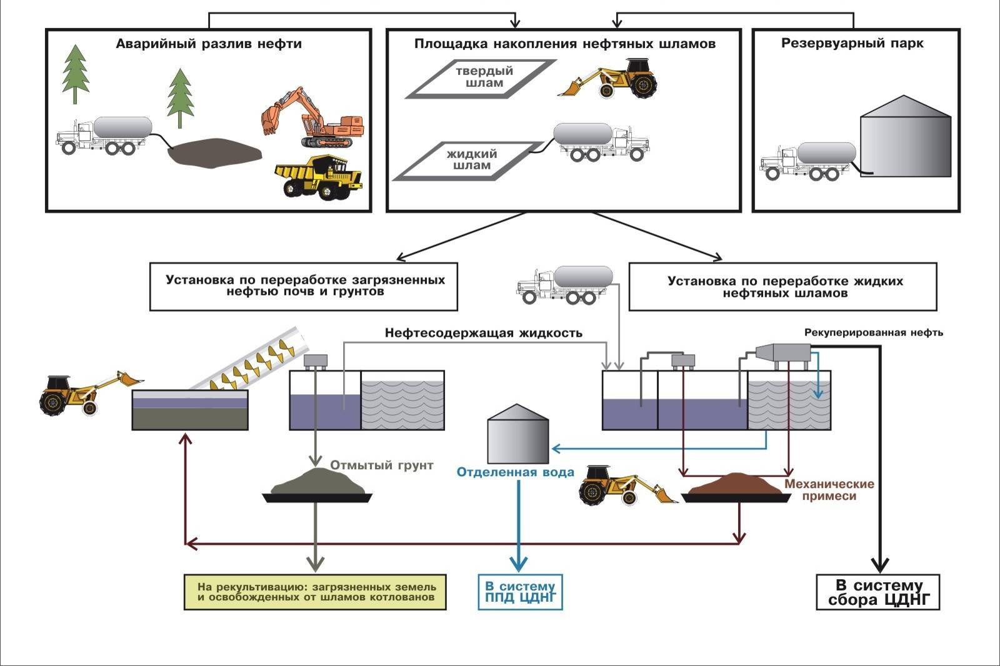 Аварийный разлив нефти
Площадка накопления нефтяных шламов
Резервуарный парк
твердый
шлам
жидкий
шлам
Установка по переработке загрязненных
нефтью почв и грунтов
Установка по переработке жидких
нефтяных шламов
Нефтесодержащая жидкость
Рекуперированная нефть
Отмытый грунт
Отделенная вода
Механические
примеси
На рекультивацию: загрязненных земель
и освобожденных от шламов котлованов
В систему
ППД ЦДНГ
В систему
сбора ЦДНГ